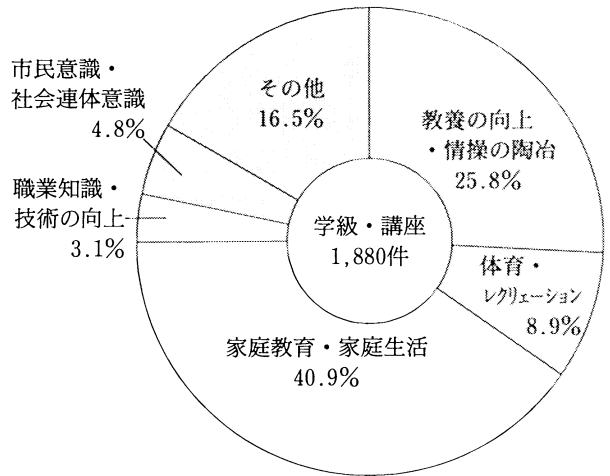 市民意識・
社会連体意識
4.8%
職業知識・
技術の向上
3.1%
その他
16.5%
教養の向上
・情操の陶冶
25.8%
学級・講座
1,880件
体育・
レクリェーション
8.9%
家庭教育・家庭生活
40.9%